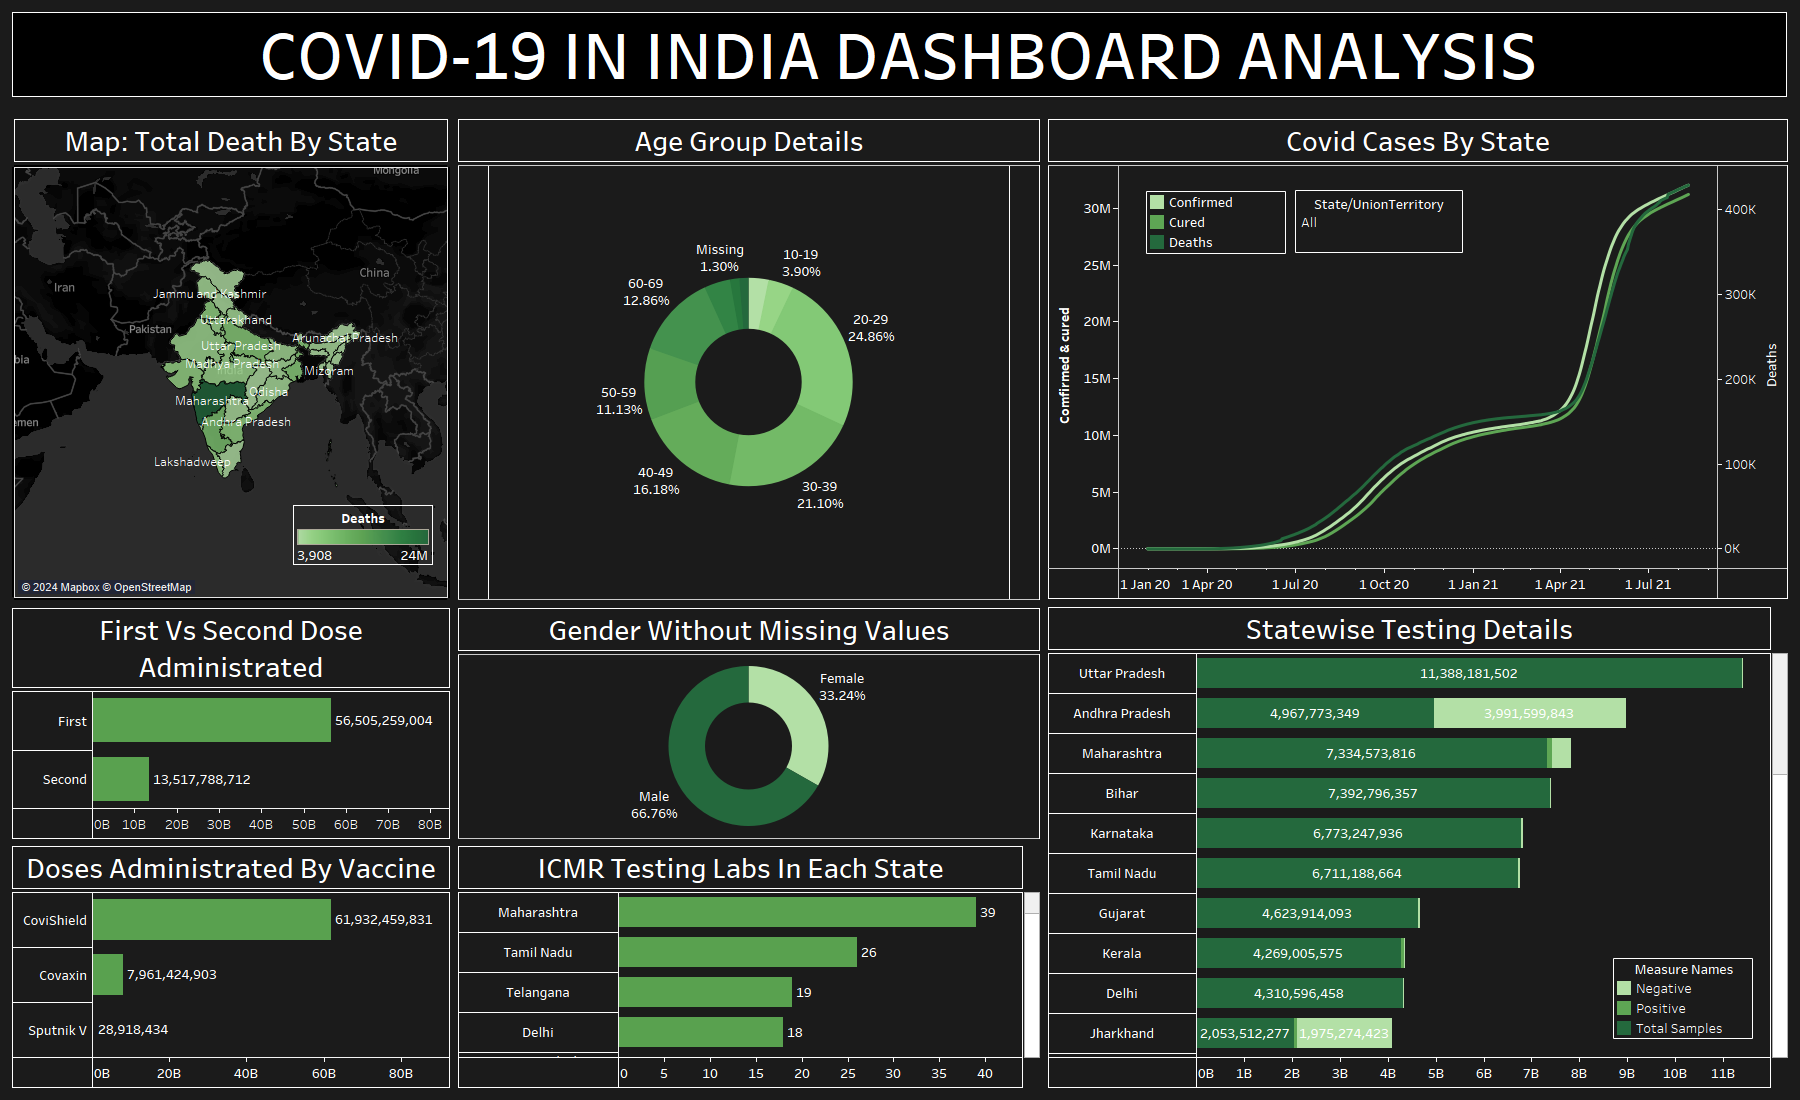 COVID-19 IN INDIA DASHBOARD ANALYSIS
Map: Total Death By State
Mongolia
China
Iran
Jammu and Kashmir
Uttarakhand
Pakistan
Arunachal Pradesh
Uttar Pradesh
bia
Madhya Pradesh
India
Mizoram
Odisha
Maharashtra
emen
Andhra Pradesh
Lakshadweep
Deaths
3,908
24M
© 2024 Mapbox © OpenStreetMap
Age Group Details
Missing
1.30%
10-19
3.90%
60-69
12.86%
20-29
24.86%
50-59
11.13%
40-49
16.18%
30-39
21.10%
Covid Cases By State
Confirmed
Cured
Deaths
State/UnionTerritory
All
Comfirmed & cured
30M
25M
20M
15M
10M
5M
0M
Deaths
400K
300K
200K
100K
0K
1 Jan 20
1 Apr 20
1 Jul 20
1 Oct 20
1 Jan 21
1 Apr 21
1 Jul 21
First Vs Second Dose
Administrated
First
56,505,259,004
Second
13,517,788,712
0B
10B
20B
30B
40B
50B
60B
70B
80B
Gender Without Missing Values
Female
33.24%
Male
66.76%
Statewise Testing Details
Uttar Pradesh
11,388,181,502
Andhra Pradesh
4,967,773,349
3,991,599,843
Maharashtra
7,334,573,816
Bihar
7,392,796,357
Karnataka
6,773,247,936
Tamil Nadu
6,711,188,664
Gujarat
4,623,914,093
Kerala
4,269,005,575
Delhi
4,310,596,458
Jharkhand
2,053,512,277
1,975,274,423
Measure Names
Negative
Positive
Total Samples
0B
1B
2B
3B
4B
5B
6B
7B
8B
9B
10B
11B
Doses Administrated By Vaccine
CoviShield
61,932,459,831
Covaxin
7,961,424,903
Sputnik V
28,918,434
0B
20B
40B
60B
80B
ICMR Testing Labs In Each State
Maharashtra
39
Tamil Nadu
26
Telangana
19
Delhi
18
0
5
10
15
20
25
30
35
40